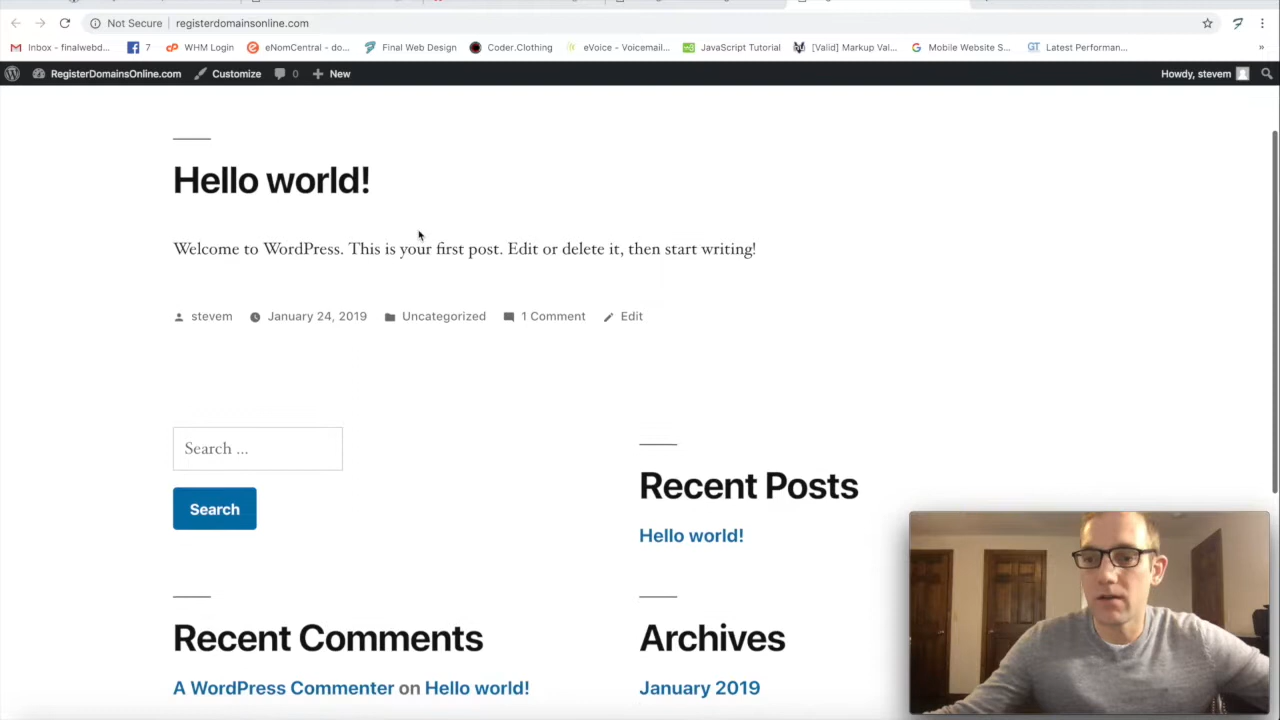 Not Secure | registerdomainsonline.com
Inbox - finalwebd... 7 WHM Login eNomCentral - do... Final Web Design Coder.Clothing eVoice - Voicemail... JavaScript Tutorial [Valid] Markup Val... Mobile Website S... Latest Performan... »
RegisterDomainsOnline.com Customize 0 New Howdy, stevem
Hello world!
Welcome to WordPress. This is your first post. Edit or delete it, then start writing!
stevem January 24, 2019 Uncategorized 1 Comment Edit
Search ...
Search
Recent Posts
Hello world!
Recent Comments
A WordPress Commenter on Hello world!
Archives
January 2019